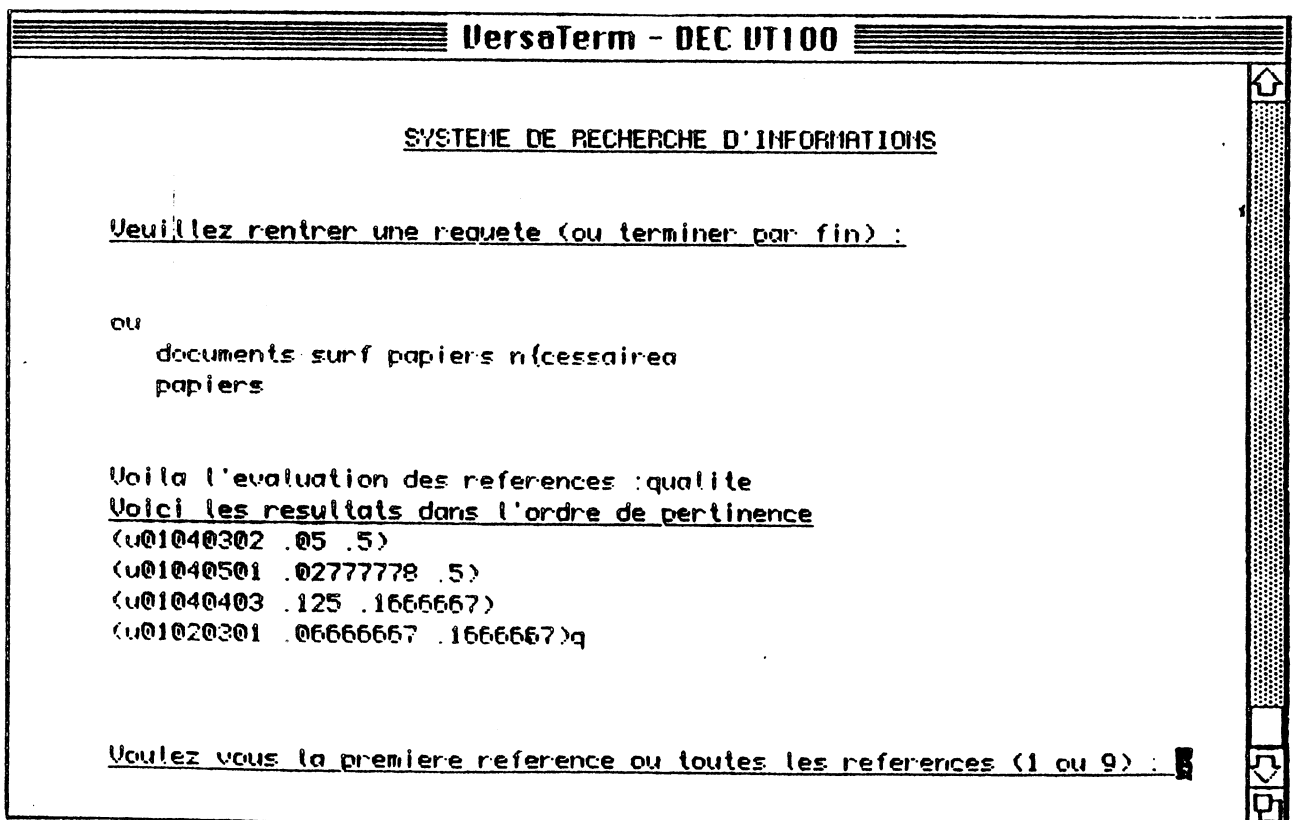 VersaTerm - DEC VT100
SYSTEME DE RECHERCHE D'INFORMATIONS
Veuillez rentrer une requete (ou terminer par fin) :
ou
documents surf papiers n(cessairea
papiers
Voila l'evaluation des references :qualite
Voici les resultats dans l'ordre de pertinence
(u01040302 .05 .5)
(u01040501 .02777778 .5)
(u01040403 .125 .1666667)
(u01020301 .06666667 .1666667)q
Voulez vous la premiere reference ou toutes les references (1 ou 9) :